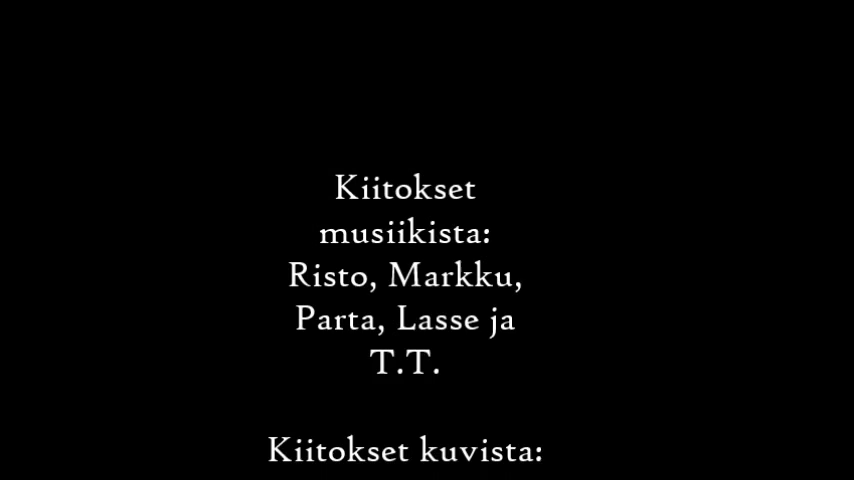 Kiitokset
musiikista:
Risto, Markku,
Parta, Lasse ja
T.T.
Kiitokset kuvista: